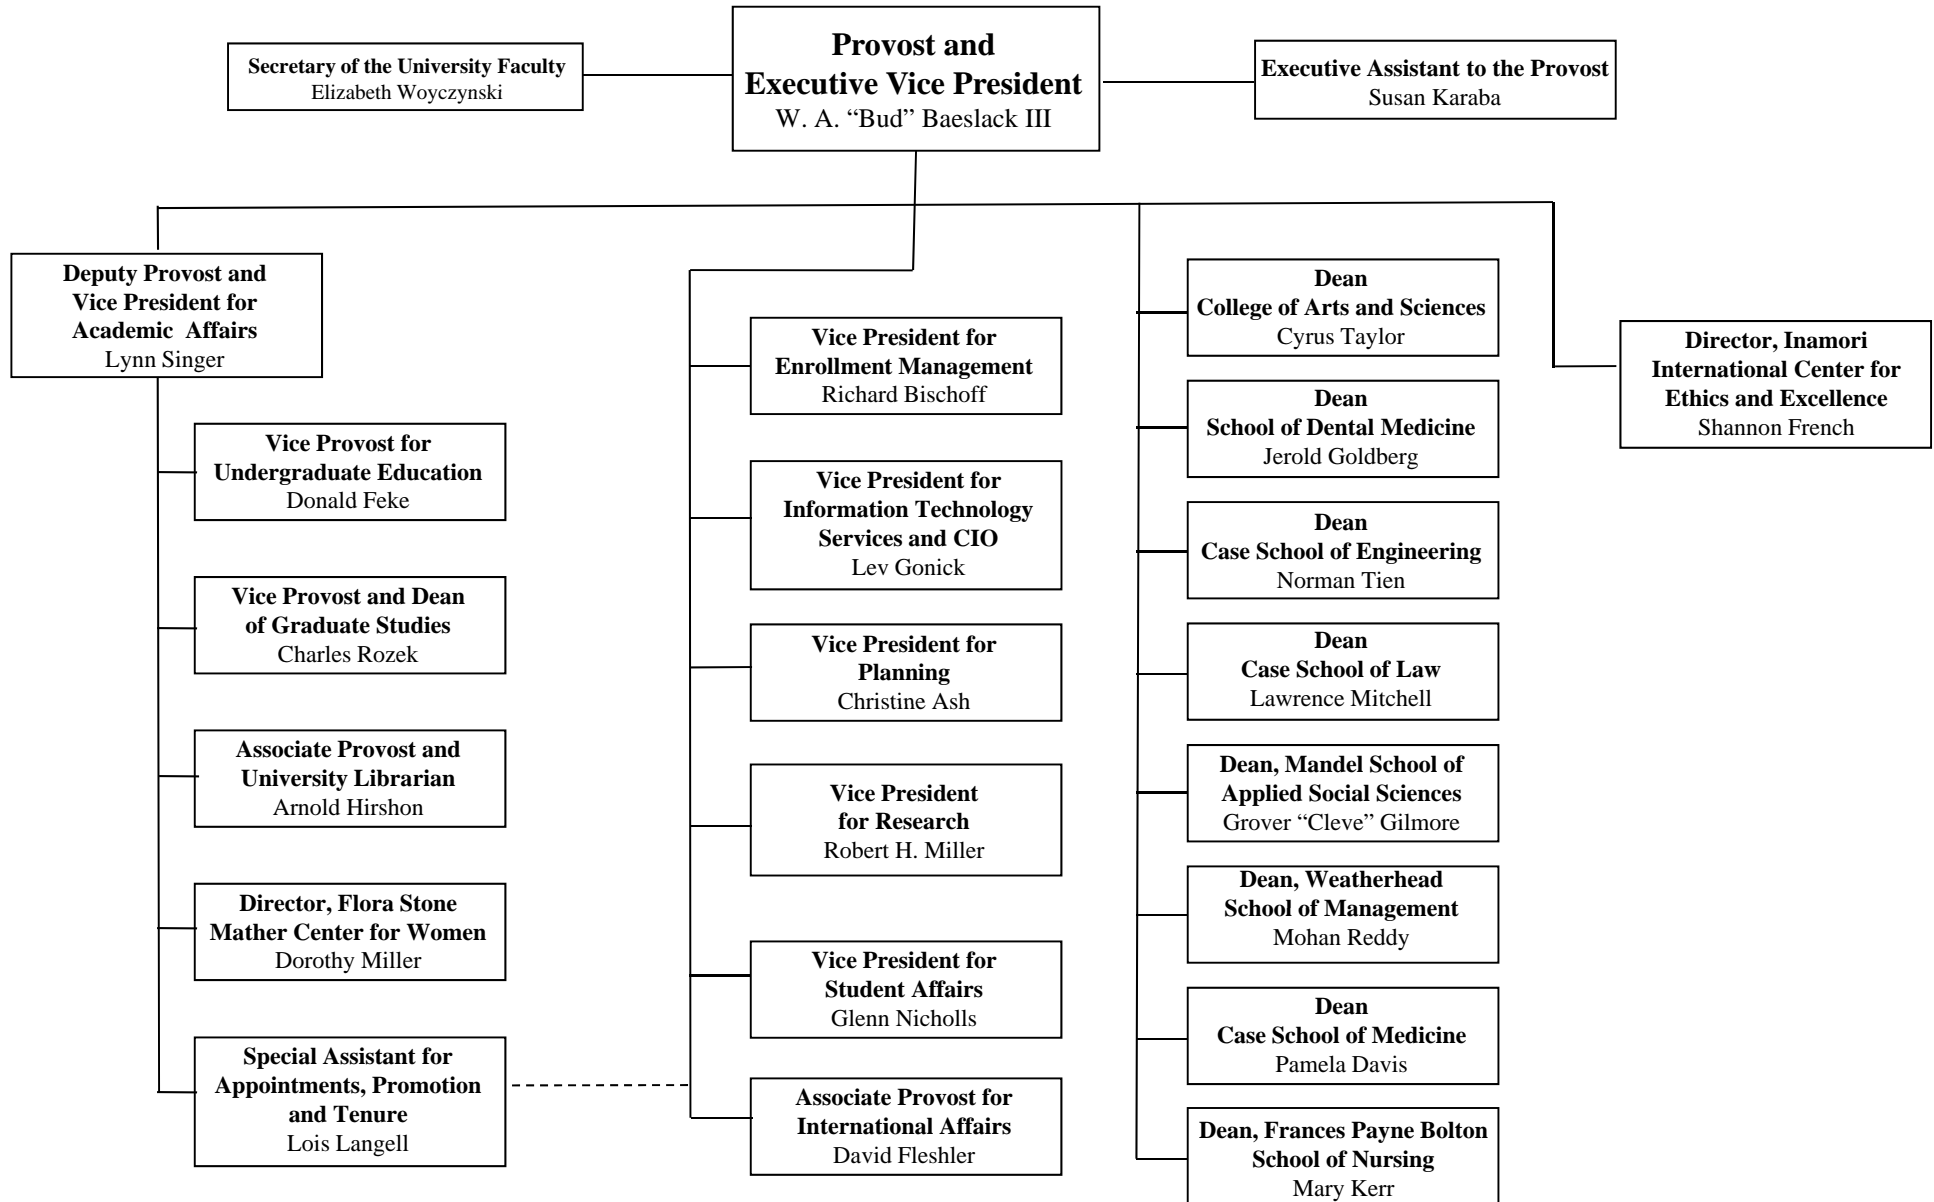 Provost and
Executive Vice President
W. A. “Bud” Baeslack III
Secretary of the University Faculty
Elizabeth Woyczynski
Executive Assistant to the Provost
Susan Karaba
Deputy Provost and
Vice President for
Academic Affairs
Lynn Singer
Vice Provost for
Undergraduate Education
Donald Feke
Vice Provost and Dean
of Graduate Studies
Charles Rozek
Associate Provost and
University Librarian
Arnold Hirshon
Director, Flora Stone
Mather Center for Women
Dorothy Miller
Special Assistant for
Appointments, Promotion
and Tenure
Lois Langell
Vice President for
Enrollment Management
Richard Bischoff
Vice President for
Information Technology
Services and CIO
Lev Gonick
Vice President for
Planning
Christine Ash
Vice President
for Research
Robert H. Miller
Vice President for
Student Affairs
Glenn Nicholls
Associate Provost for
International Affairs
David Fleshler
Dean
College of Arts and Sciences
Cyrus Taylor
Dean
School of Dental Medicine
Jerold Goldberg
Dean
Case School of Engineering
Norman Tien
Dean
Case School of Law
Lawrence Mitchell
Dean, Mandel School of
Applied Social Sciences
Grover “Cleve” Gilmore
Dean, Weatherhead
School of Management
Mohan Reddy
Dean
Case School of Medicine
Pamela Davis
Dean, Frances Payne Bolton
School of Nursing
Mary Kerr
Director, Inamori
International Center for
Ethics and Excellence
Shannon French